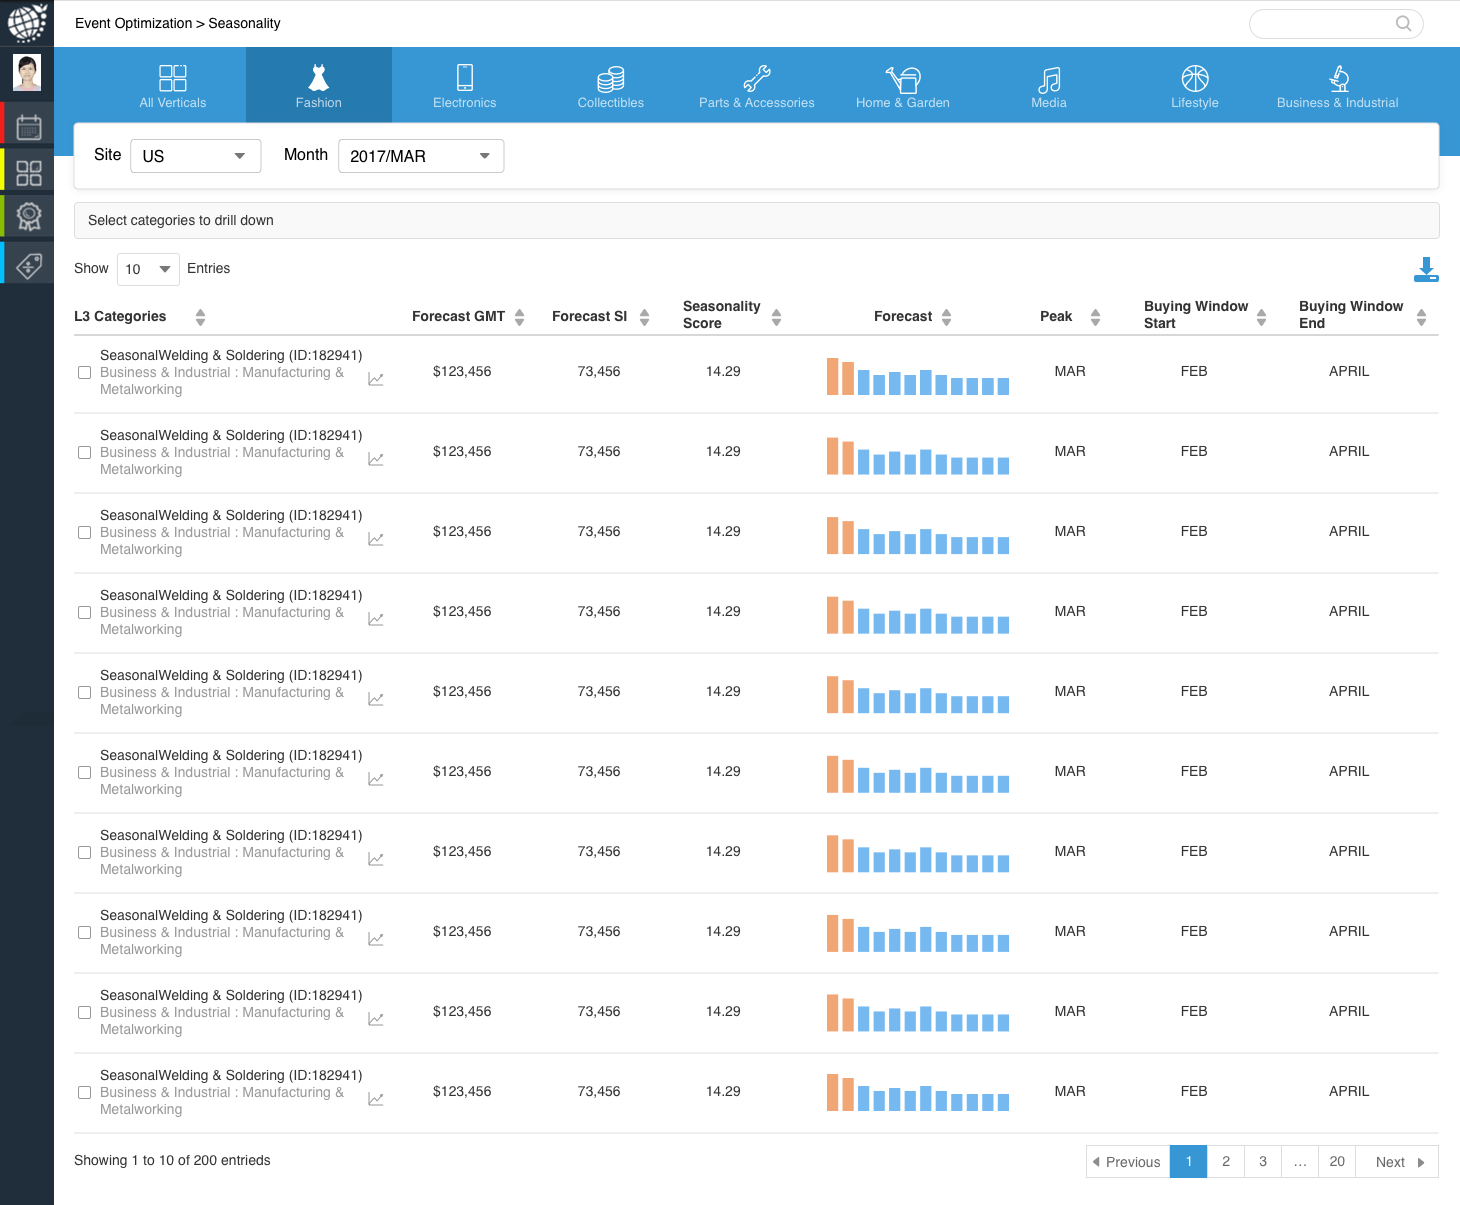 Event Optimization > Seasonality
All Verticals
Fashion
Electronics
Collectibles
Parts & Accessories
Home & Garden
Media
Lifestyle
Business & Industrial
Site
US
Month
2017/MAR
Select categories to drill down
Show 10 Entries
L3 Categories
Forecast GMT
Forecast SI
Seasonality
Score
Forecast
Peak
Buying Window
Start
Buying Window
End
SeasonalWelding & Soldering (ID:182941)
Business & Industrial : Manufacturing &
Metalworking
$123,456 73,456 14.29 MAR FEB APRIL
SeasonalWelding & Soldering (ID:182941)
Business & Industrial : Manufacturing &
Metalworking
$123,456 73,456 14.29 MAR FEB APRIL
SeasonalWelding & Soldering (ID:182941)
Business & Industrial : Manufacturing &
Metalworking
$123,456 73,456 14.29 MAR FEB APRIL
SeasonalWelding & Soldering (ID:182941)
Business & Industrial : Manufacturing &
Metalworking
$123,456 73,456 14.29 MAR FEB APRIL
SeasonalWelding & Soldering (ID:182941)
Business & Industrial : Manufacturing &
Metalworking
$123,456 73,456 14.29 MAR FEB APRIL
SeasonalWelding & Soldering (ID:182941)
Business & Industrial : Manufacturing &
Metalworking
$123,456 73,456 14.29 MAR FEB APRIL
SeasonalWelding & Soldering (ID:182941)
Business & Industrial : Manufacturing &
Metalworking
$123,456 73,456 14.29 MAR FEB APRIL
SeasonalWelding & Soldering (ID:182941)
Business & Industrial : Manufacturing &
Metalworking
$123,456 73,456 14.29 MAR FEB APRIL
SeasonalWelding & Soldering (ID:182941)
Business & Industrial : Manufacturing &
Metalworking
$123,456 73,456 14.29 MAR FEB APRIL
SeasonalWelding & Soldering (ID:182941)
Business & Industrial : Manufacturing &
Metalworking
$123,456 73,456 14.29 MAR FEB APRIL
Showing 1 to 10 of 200 entrieds
Previous 1 2 3 ... 20 Next